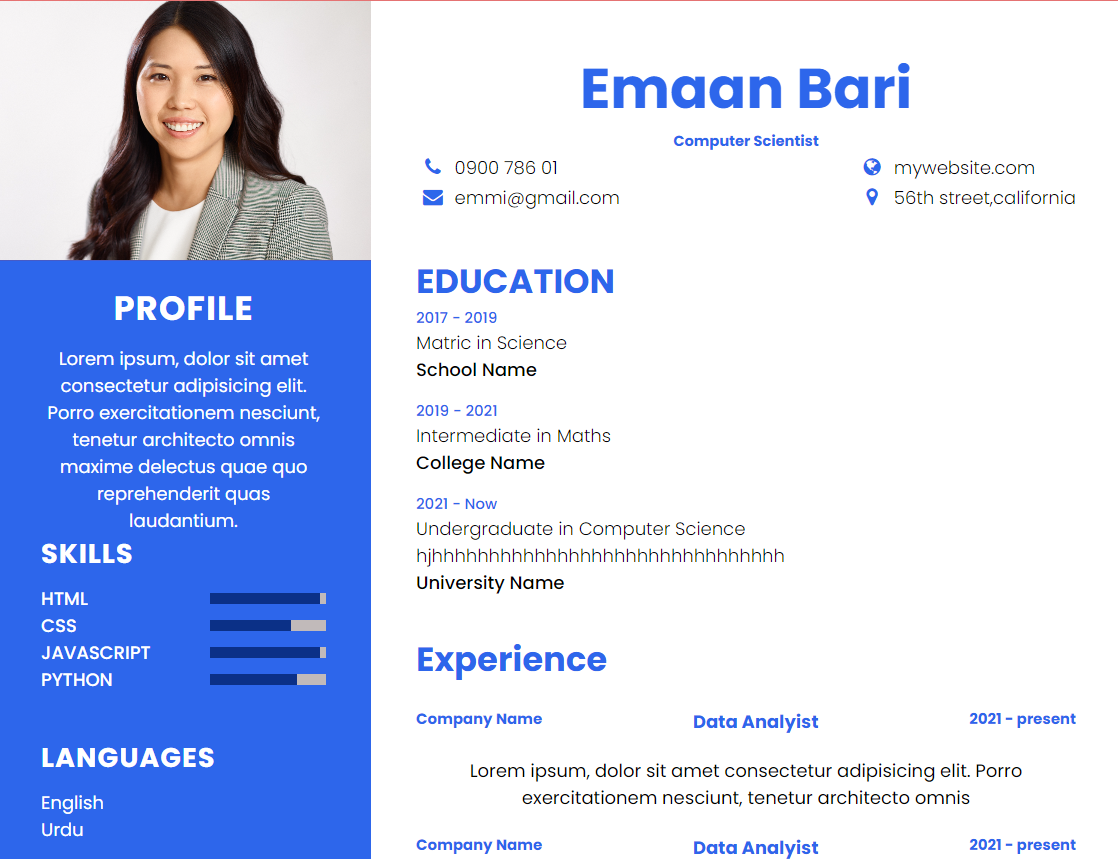 Emaan Bari
Computer Scientist
0900 786 01
mywebsite.com
emmi@gmail.com
56th street,california
PROFILE
Lorem ipsum, dolor sit amet
consectetur adipisicing elit.
Porro exercitationem nesciunt,
tenetur architecto omnis
maxime delectus quae quo
reprehenderit quas
laudantium.
SKILLS
HTML
CSS
JAVASCRIPT
PYTHON
LANGUAGES
English
Urdu
EDUCATION
2017 - 2019
Matric in Science
School Name
2019 - 2021
Intermediate in Maths
College Name
2021 - Now
Undergraduate in Computer Science
hjhhhhhhhhhhhhhhhhhhhhhhhhhhhhhhh
University Name
Experience
Company Name Data Analyist 2021 - present
Lorem ipsum, dolor sit amet consectetur adipisicing elit. Porro
exercitationem nesciunt, tenetur architecto omnis
Company Name Data Analyist 2021 - present